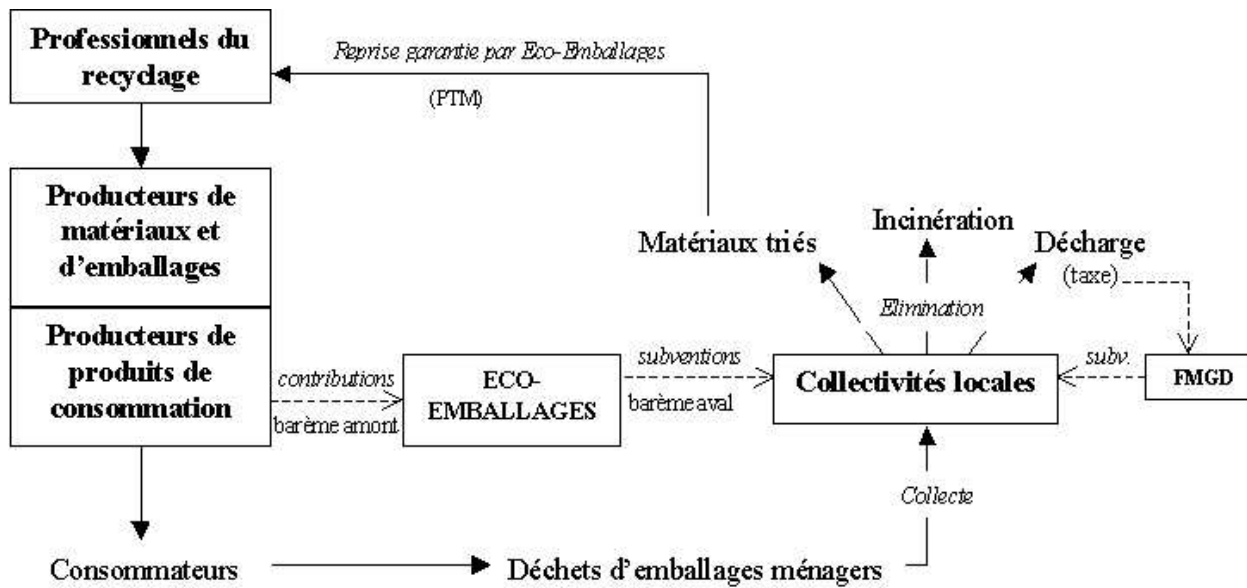 Professionnels du
recyclage
Reprise garantie par Eco-Emballages
(PTM)
Producteurs de
matériaux et
d'emballages
Matériaux triés
Incinération
Décharge
(taxe)
Elimination
Producteurs de
produits de
consommation
contributions
barème amont
ECO-
EMBALLAGES
subventions
barème aval
Collectivités locales
subv.
FMGD
Collecte
Consommateurs
Déchets d'emballages ménagers